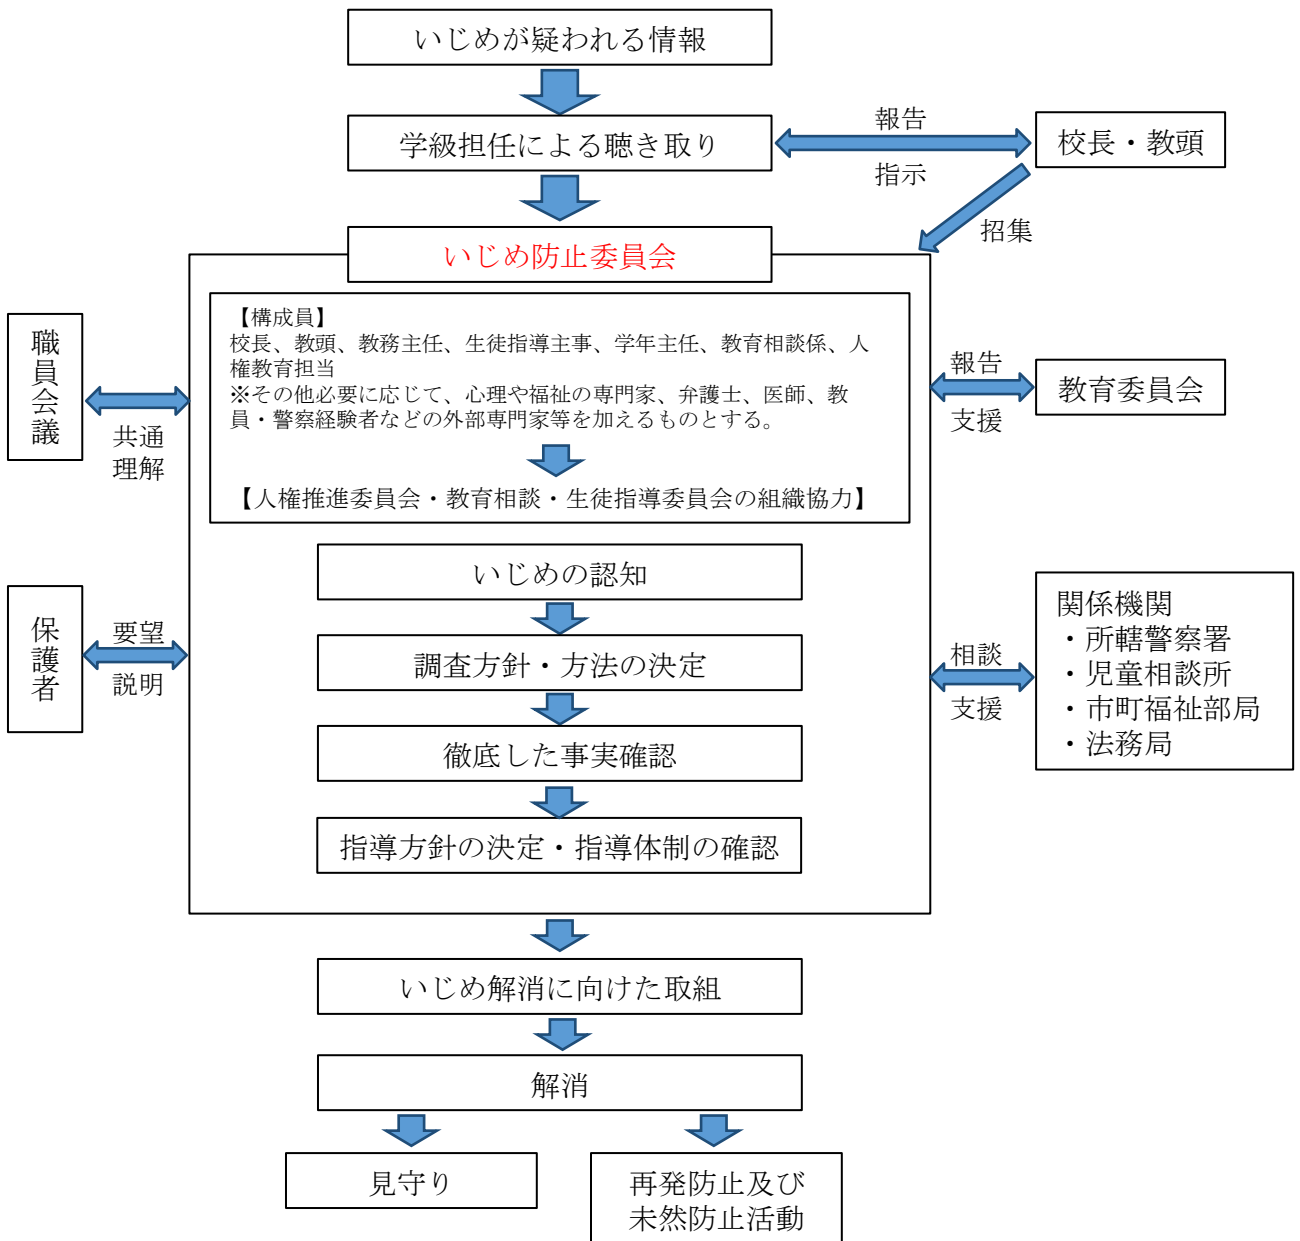 いじめが疑われる情報
学級担任による聴き取り
報告
指示
校長・教頭
招集
いじめ防止委員会
【構成員】
校長、教頭、教務主任、生徒指導主事、学年主任、教育相談係、人
権教育担当
※その他必要に応じて、心理や福祉の専門家、弁護士、医師、教
員・警察経験者などの外部専門家等を加えるものとする。
【人権推進委員会・教育相談・生徒指導委員会の組織協力】
職員会議
共通
理解
報告
支援
教育委員会
いじめの認知
調査方針・方法の決定
徹底した事実確認
指導方針の決定・指導体制の確認
保護者
要望
説明
相談
支援
関係機関
・所轄警察署
・児童相談所
・市町福祉部局
・法務局
いじめ解消に向けた取組
解消
見守り
再発防止及び
未然防止活動